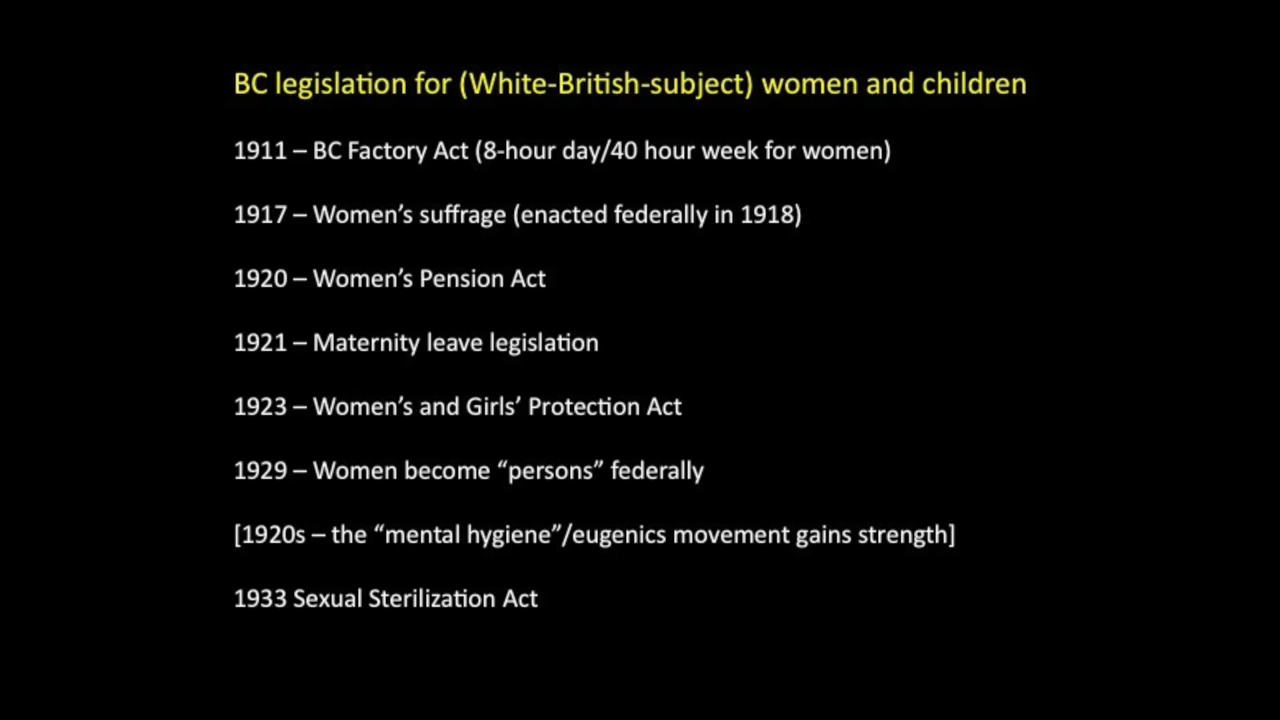 BC legislation for (White-British-subject) women and children
1911 – BC Factory Act (8-hour day/40 hour week for women)
1917 – Women’s suffrage (enacted federally in 1918)
1920 – Women’s Pension Act
1921 – Maternity leave legislation
1923 – Women’s and Girls’ Protection Act
1929 – Women become “persons” federally
[1920s – the “mental hygiene”/eugenics movement gains strength]
1933 Sexual Sterilization Act